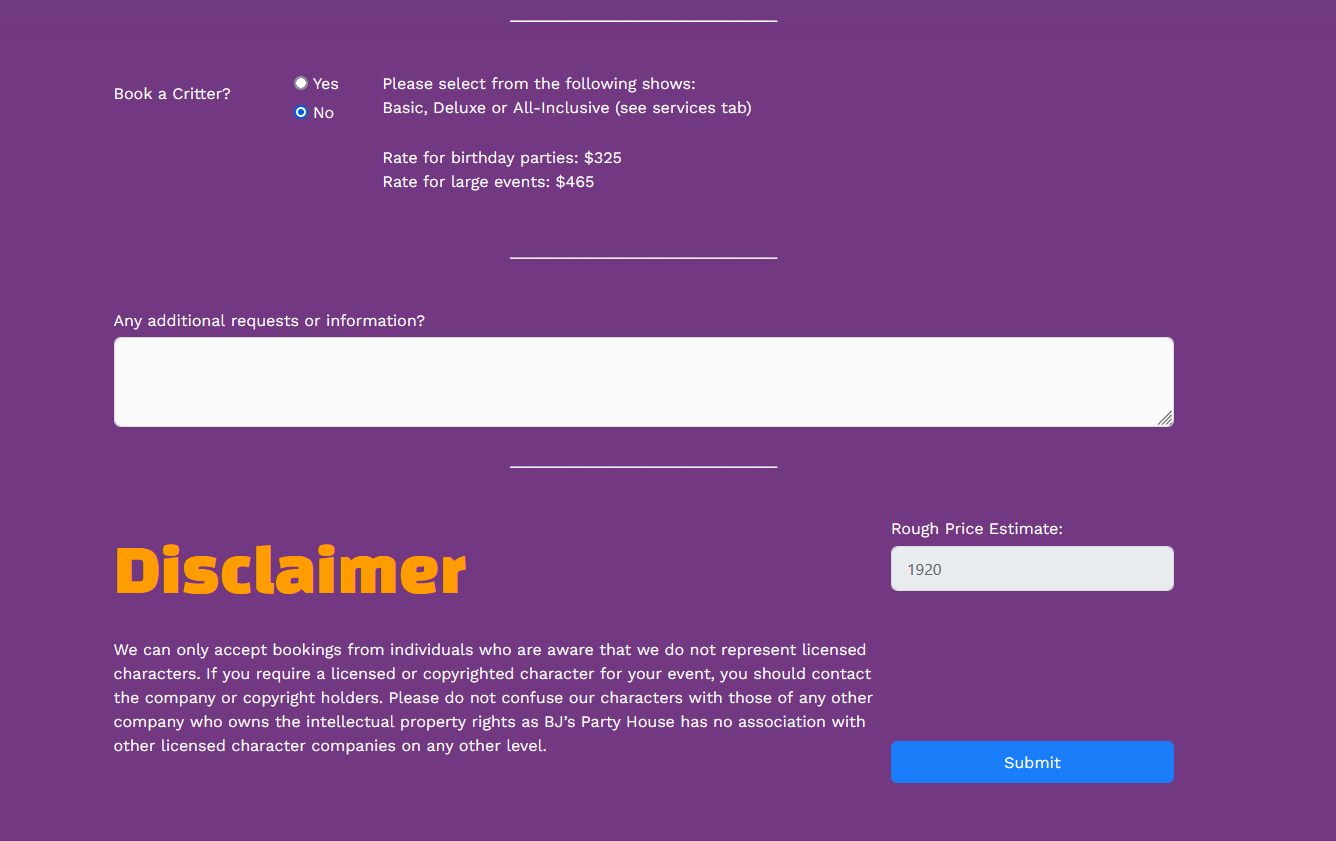 Book a Critter?
Yes
No
Please select from the following shows:
Basic, Deluxe or All-Inclusive (see services tab)
Rate for birthday parties: $325
Rate for large events: $465
Any additional requests or information?
Disclaimer
We can only accept bookings from individuals who are aware that we do not represent licensed
characters. If you require a licensed or copyrighted character for your event, you should contact
the company or copyright holders. Please do not confuse our characters with those of any other
company who owns the intellectual property rights as BJ’s Party House has no association with
other licensed character companies on any other level.
Rough Price Estimate:
1920
Submit